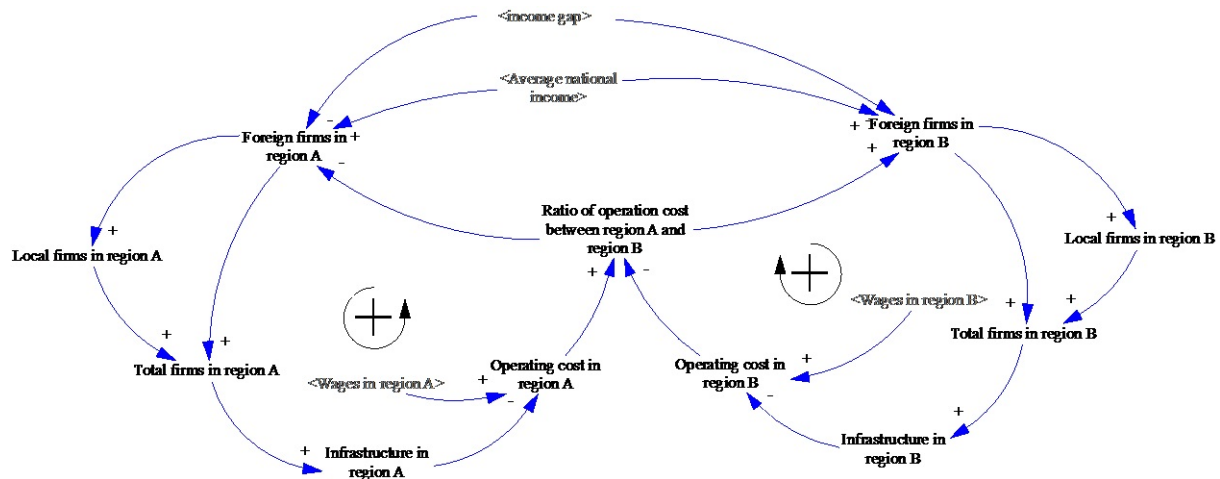 <income gap>
<Average national
income>
-
+
Foreign firms in
region A
-
+
-
+
Foreign firms in
region B
Ratio of operation cost
between region A and
region B
+
Local firms in region A
+
Local firms in region B
+
-
+
+
<Wages in region B>
+
+
Total firms in region B
+
+
Total firms in region A
+
Operating cost in
region A
Operating cost in
region B
+
<Wages in region A>
+
-
-
+
+
Infrastructure in
region A
Infrastructure in
region B